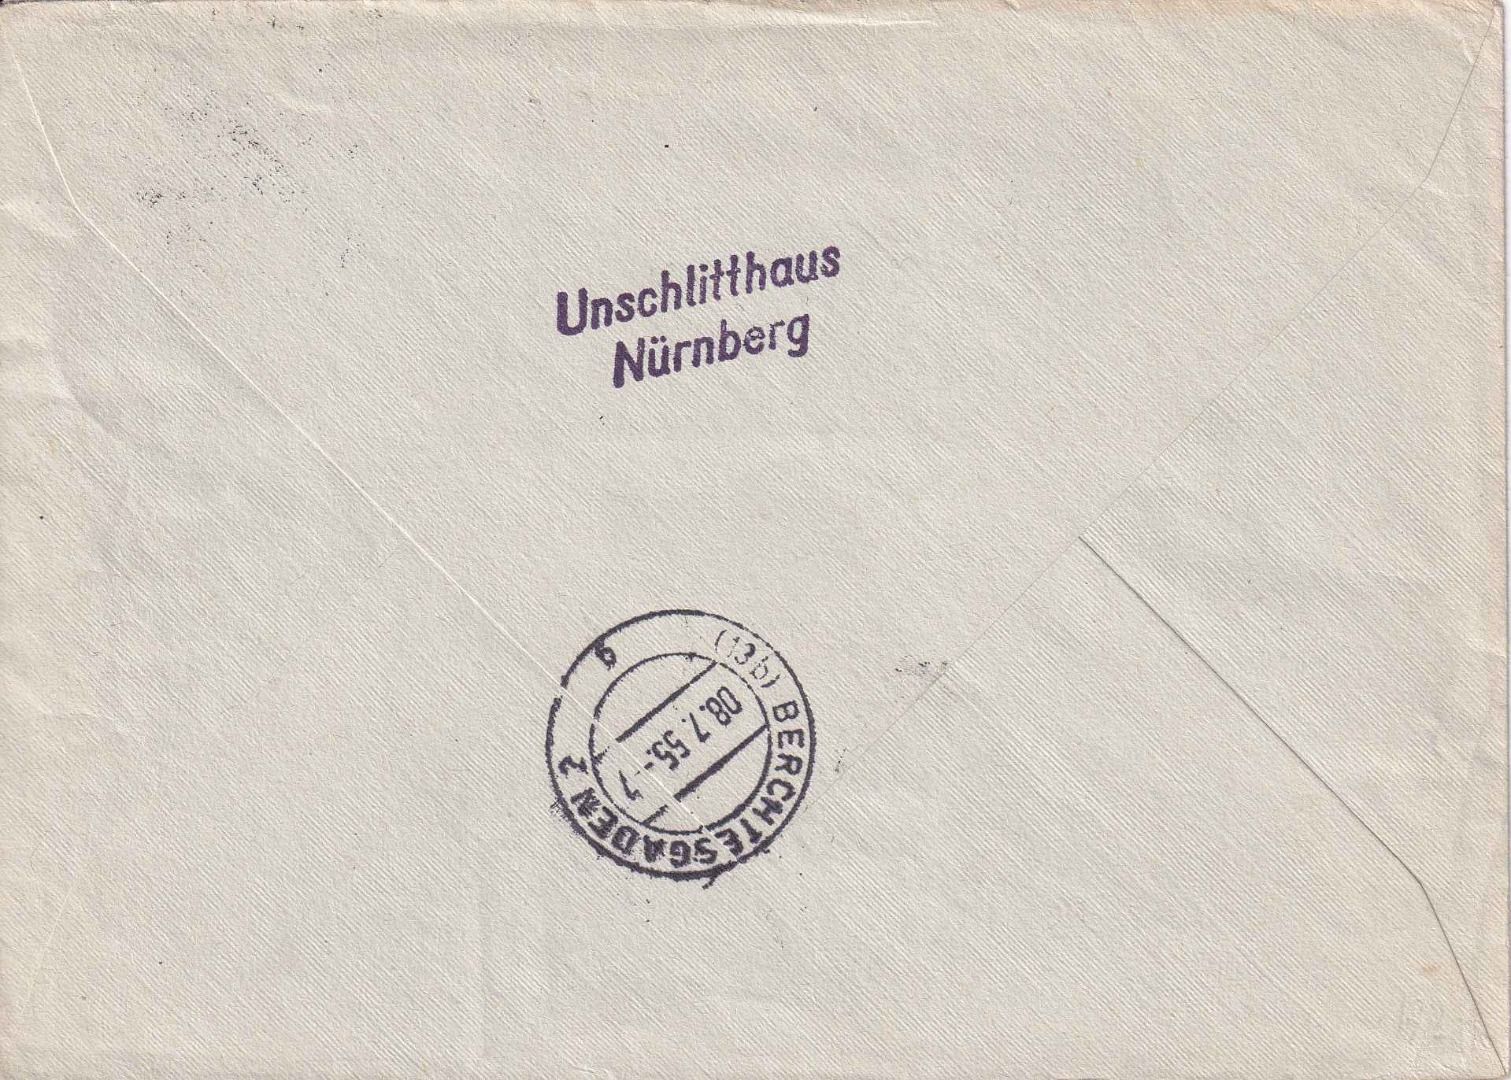 Unschlitthaus
Nürnberg
(13b) BERCHTESGADEN 2
08.7.55.-7
b